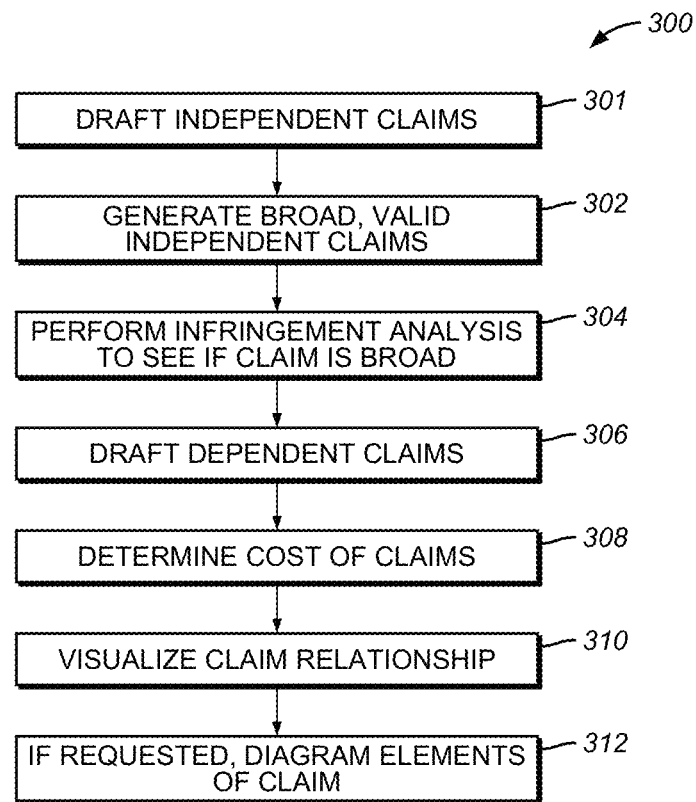 300
DRAFT INDEPENDENT CLAIMS
301
GENERATE BROAD, VALID
INDEPENDENT CLAIMS
302
PERFORM INFRINGEMENT ANALYSIS
TO SEE IF CLAIM IS BROAD
304
DRAFT DEPENDENT CLAIMS
306
DETERMINE COST OF CLAIMS
308
VISUALIZE CLAIM RELATIONSHIP
310
IF REQUESTED, DIAGRAM ELEMENTS
OF CLAIM
312